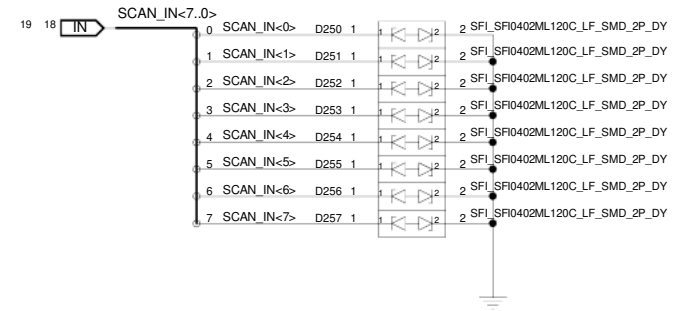 SCAN_IN<7..0>
19 18 IN
0 SCAN_IN<0> D250 1 1 2 2 SFI_SFI0402ML120C_LF_SMD_2P_DY
1 SCAN_IN<1> D251 1 1 2 2 SFI_SFI0402ML120C_LF_SMD_2P_DY
2 SCAN_IN<2> D252 1 1 2 2 SFI_SFI0402ML120C_LF_SMD_2P_DY
3 SCAN_IN<3> D253 1 1 2 2 SFI_SFI0402ML120C_LF_SMD_2P_DY
4 SCAN_IN<4> D254 1 1 2 2 SFI_SFI0402ML120C_LF_SMD_2P_DY
5 SCAN_IN<5> D255 1 1 2 2 SFI_SFI0402ML120C_LF_SMD_2P_DY
6 SCAN_IN<6> D256 1 1 2 2 SFI_SFI0402ML120C_LF_SMD_2P_DY
7 SCAN_IN<7> D257 1 1 2 2 SFI_SFI0402ML120C_LF_SMD_2P_DY